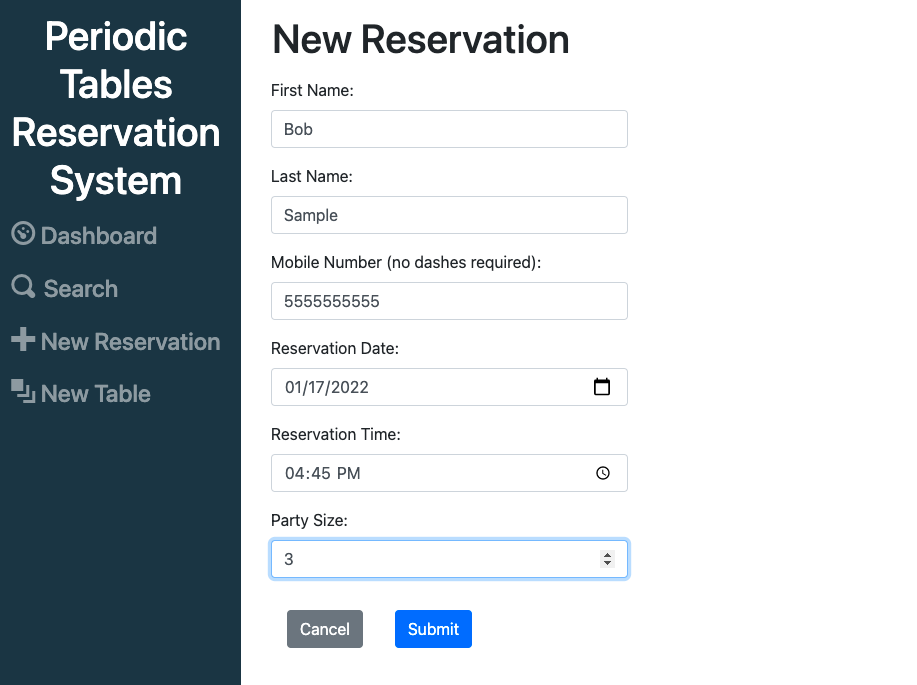 Periodic
Tables
Reservation
System
Dashboard
Search
New Reservation
New Table
New Reservation
First Name:
Bob
Last Name:
Sample
Mobile Number (no dashes required):
5555555555
Reservation Date:
01/17/2022
Reservation Time:
04:45 PM
Party Size:
3
Cancel
Submit